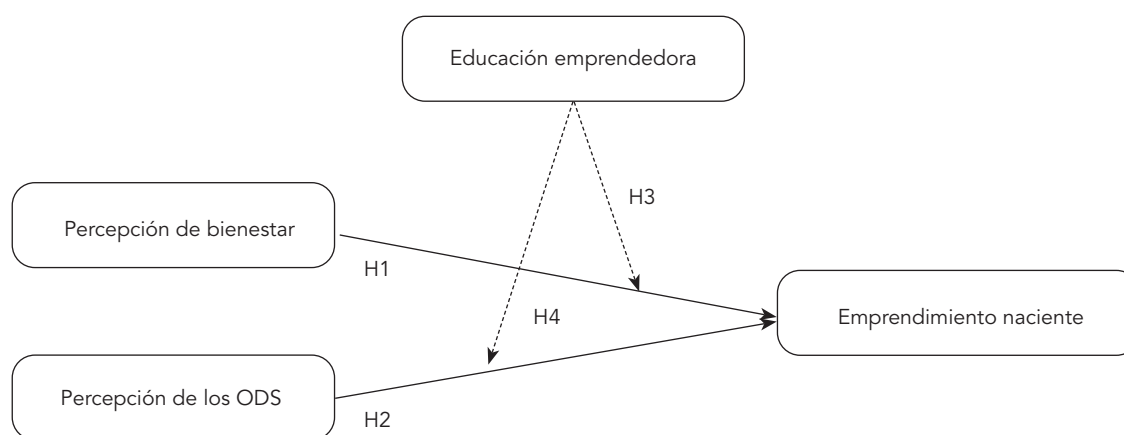 Educación emprendedora
H3
Percepción de bienestar
H1
H4
Emprendimiento naciente
Percepción de los ODS
H2